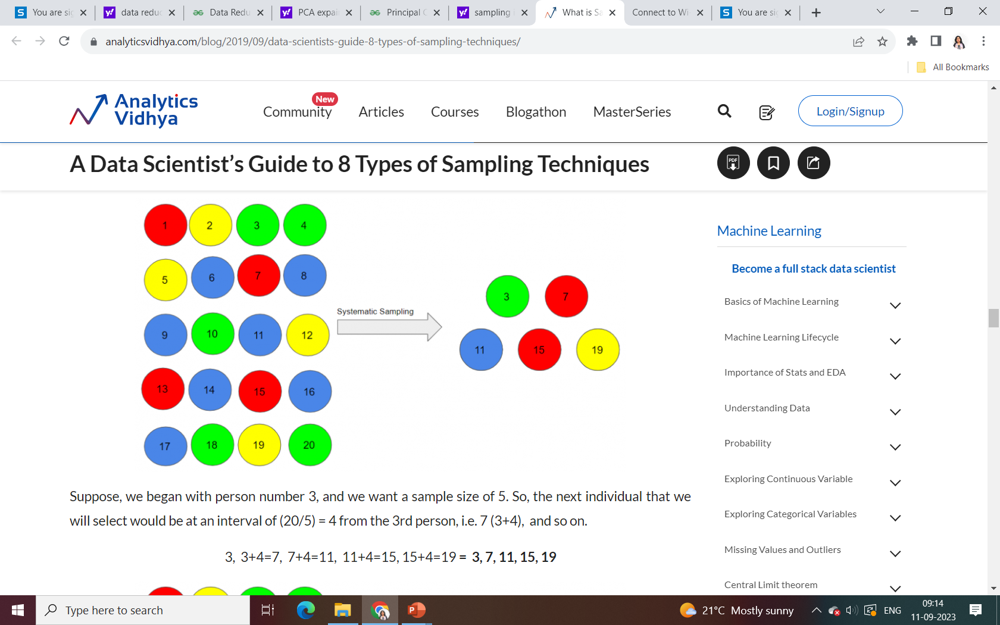 You are sig
data reduc
Data Redu
PCA expai
Principal C
sampling
What is Sa
Connect to Wi
You are sig
analyticsvidhya.com/blog/2019/09/data-scientists-guide-8-types-of-sampling-techniques/
All Bookmarks
Analytics
Vidhya
Community
New
Articles
Courses
Blogathon
MasterSeries
Login/Signup
A Data Scientist’s Guide to 8 Types of Sampling Techniques
PDF
1 2 3 4
5 6 7 8
9 10 11 12
13 14 15 16
17 18 19 20
Systematic Sampling
3 7
11 15 19
Suppose, we began with person number 3, and we want a sample size of 5. So, the next individual that we
will select would be at an interval of (20/5) = 4 from the 3rd person, i.e. 7 (3+4), and so on.
3, 3+4=7, 7+4=11, 11+4=15, 15+4=19 = 3, 7, 11, 15, 19
Machine Learning
Become a full stack data scientist
Basics of Machine Learning
Machine Learning Lifecycle
Importance of Stats and EDA
Understanding Data
Probability
Exploring Continuous Variable
Exploring Categorical Variables
Missing Values and Outliers
Central Limit theorem
Type here to search
21°C Mostly sunny
ENG
09:14
11-09-2023